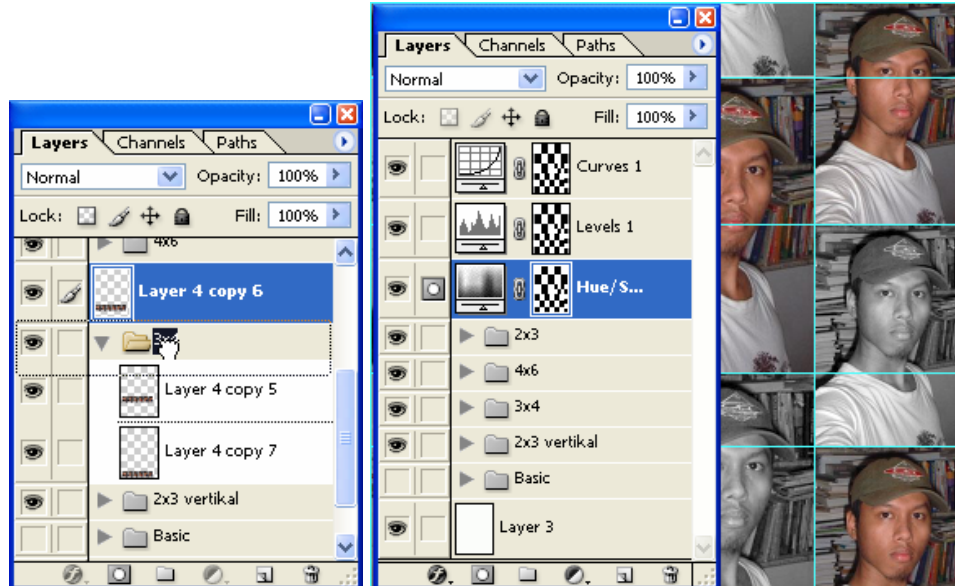 Layers Channels Paths
Normal Opacity: 100%
Lock: Fill: 100%
4x6
Layer 4 copy 6
Layer 4 copy 5
Layer 4 copy 7
2x3 vertikal
Basic
Layers Channels Paths
Normal Opacity: 100%
Lock: Fill: 100%
Curves 1
Levels 1
Hue/S...
2x3
4x6
3x4
2x3 vertikal
Basic
Layer 3